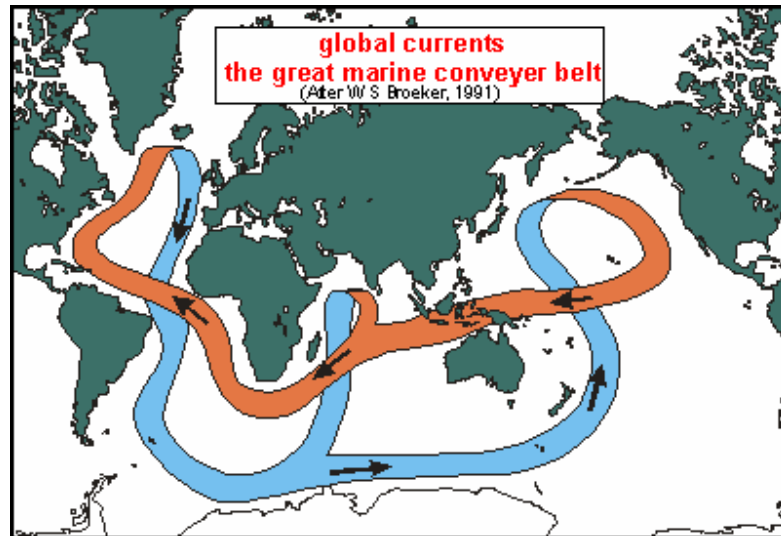 global currents
the great marine conveyer belt
(After W S Broeker, 1991)